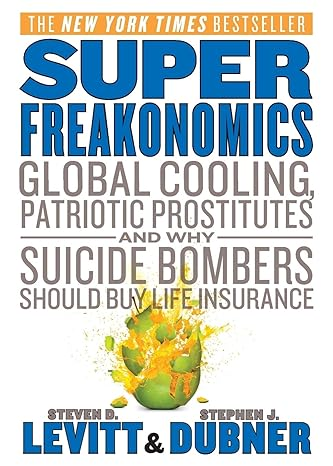 THE NEW YORK TIMES BESTSELLER
SUPER
FREAKONOMICS
GLOBAL COOLING,
PATRIOTIC PROSTITUTES
AND WHY
SUICIDE BOMBERS
SHOULD BUY LIFE INSURANCE
STEVEN D. STEPHEN J.
LEVITT & DUBNER